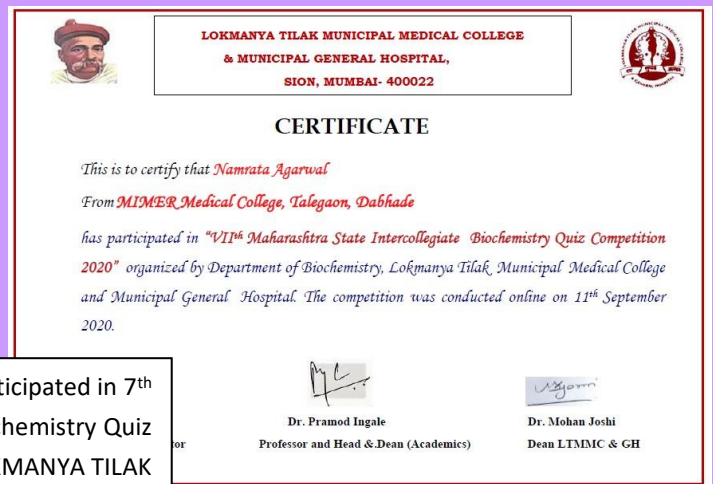 LOKMANYA TILAK MUNICIPAL MEDICAL COLLEGE
& MUNICIPAL GENERAL HOSPITAL,
SION, MUMBAI- 400022
CERTIFICATE
This is to certify that Namrata Agarwal
From MIMER Medical College, Talegaon, Dabhade
has participated in "VIIth Maharashtra State Intercollegiate Biochemistry Quiz Competition
2020" organized by Department of Biochemistry, Lokmanya Tilak Municipal Medical College
and Municipal General Hospital. The competition was conducted online on 11th September
2020.
ticipated in 7th
chemistry Quiz
KMANYA TILAK
tor
Dr. Pramod Ingale
Professor and Head & Dean (Academics)
Dr. Mohan Joshi
Dean LTMMC & GH